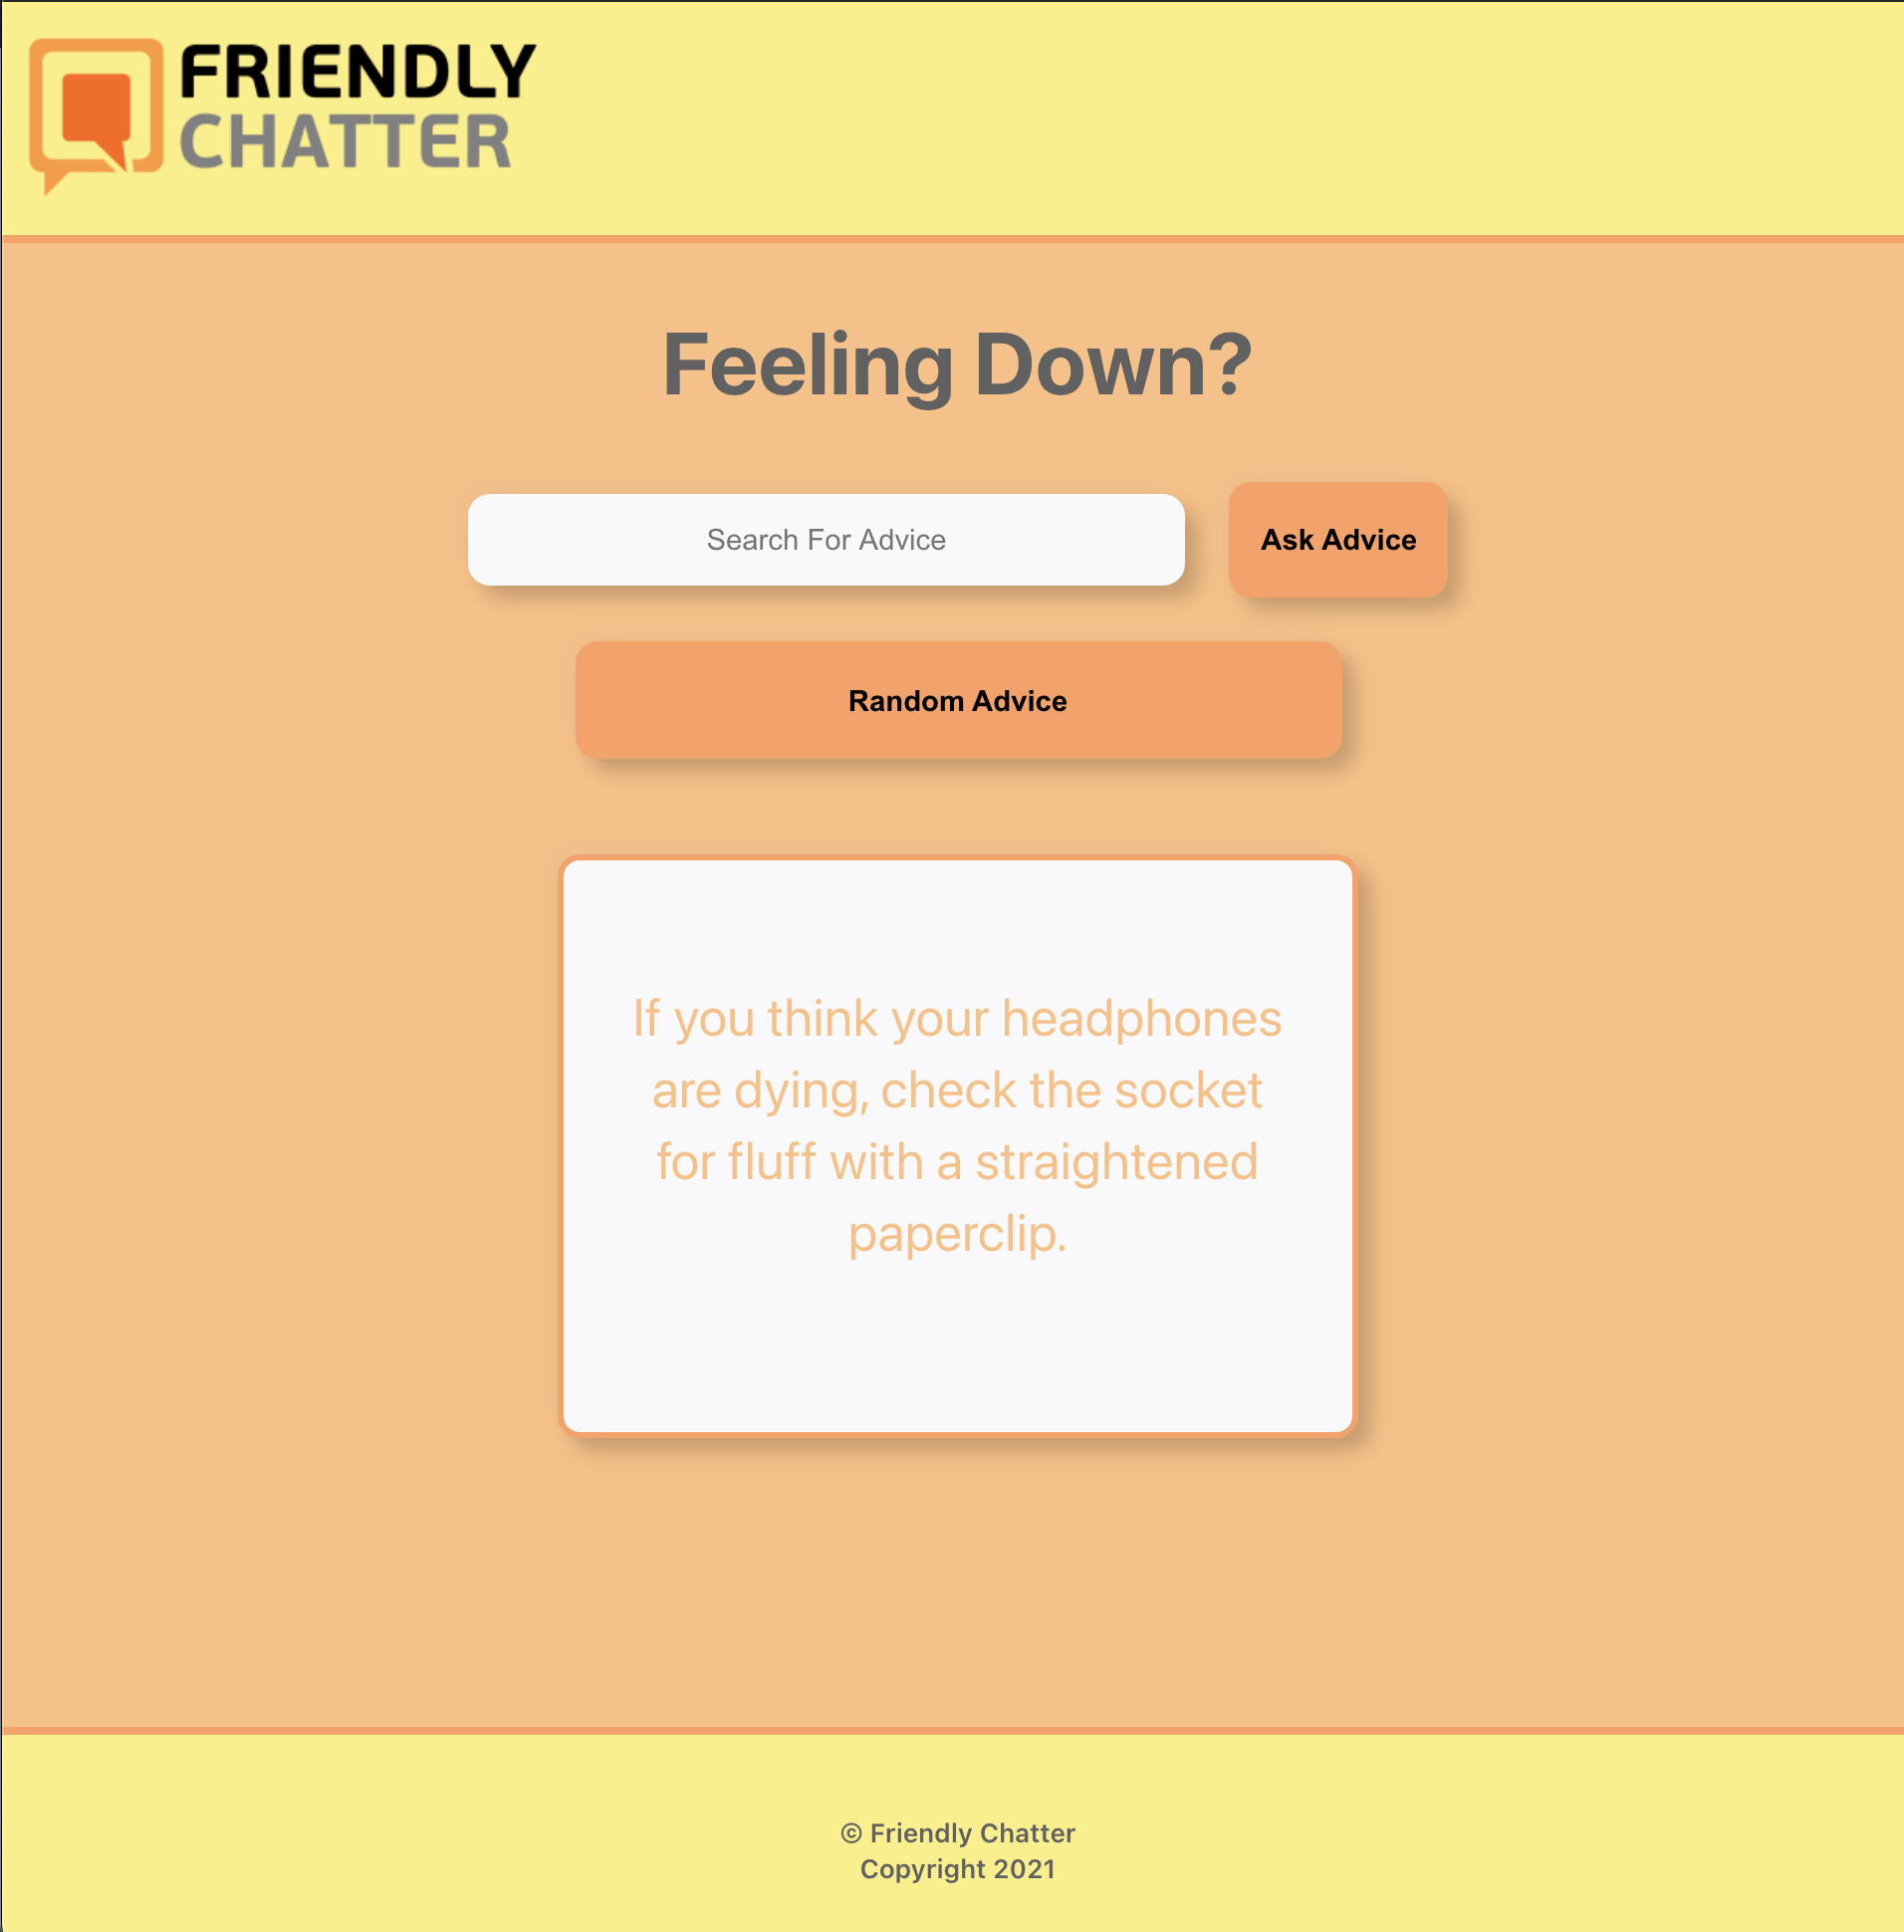 FRIENDLY
CHATTER
Feeling Down?
Search For Advice
Ask Advice
Random Advice
If you think your headphones
are dying, check the socket
for fluff with a straightened
paperclip.
© Friendly Chatter
Copyright 2021